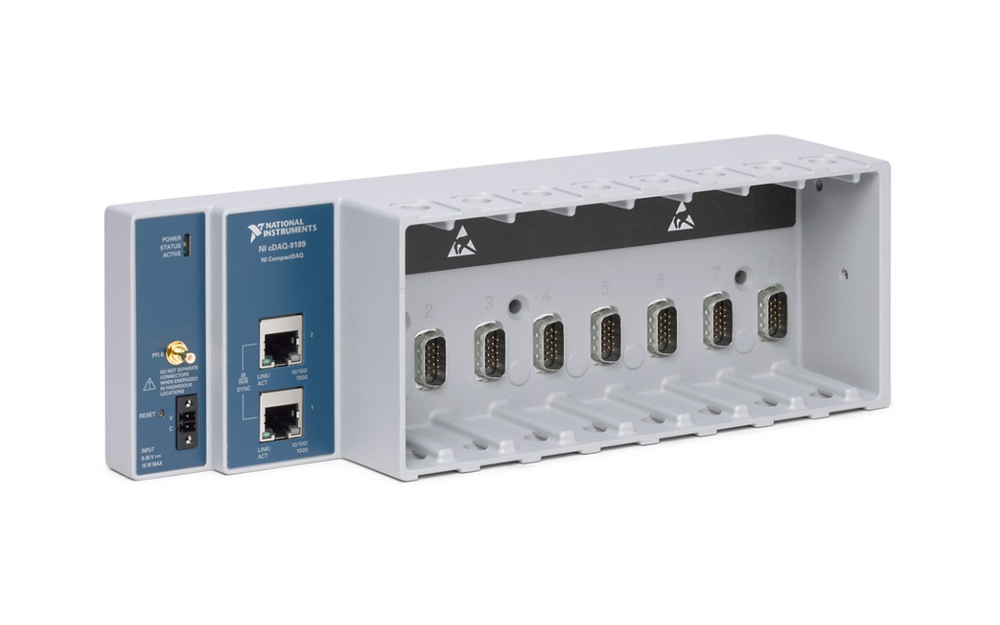 POWER
STATUS
ACTIVE
PFI 0
DO NOT SEPARATE
CONNECTORS
WHEN ENERGIZED
IN HAZARDOUS
LOCATIONS
RESET
V
C
INPUT
9-30 V
16 W MAX
NATIONAL
INSTRUMENTS
NI cDAQ-9189
NI CompactDAQ
2
LINK/
ACT
10/100/
1000
SYNC
1
LINK/
ACT
10/100/
1000
2 3 4 5 6 7 8